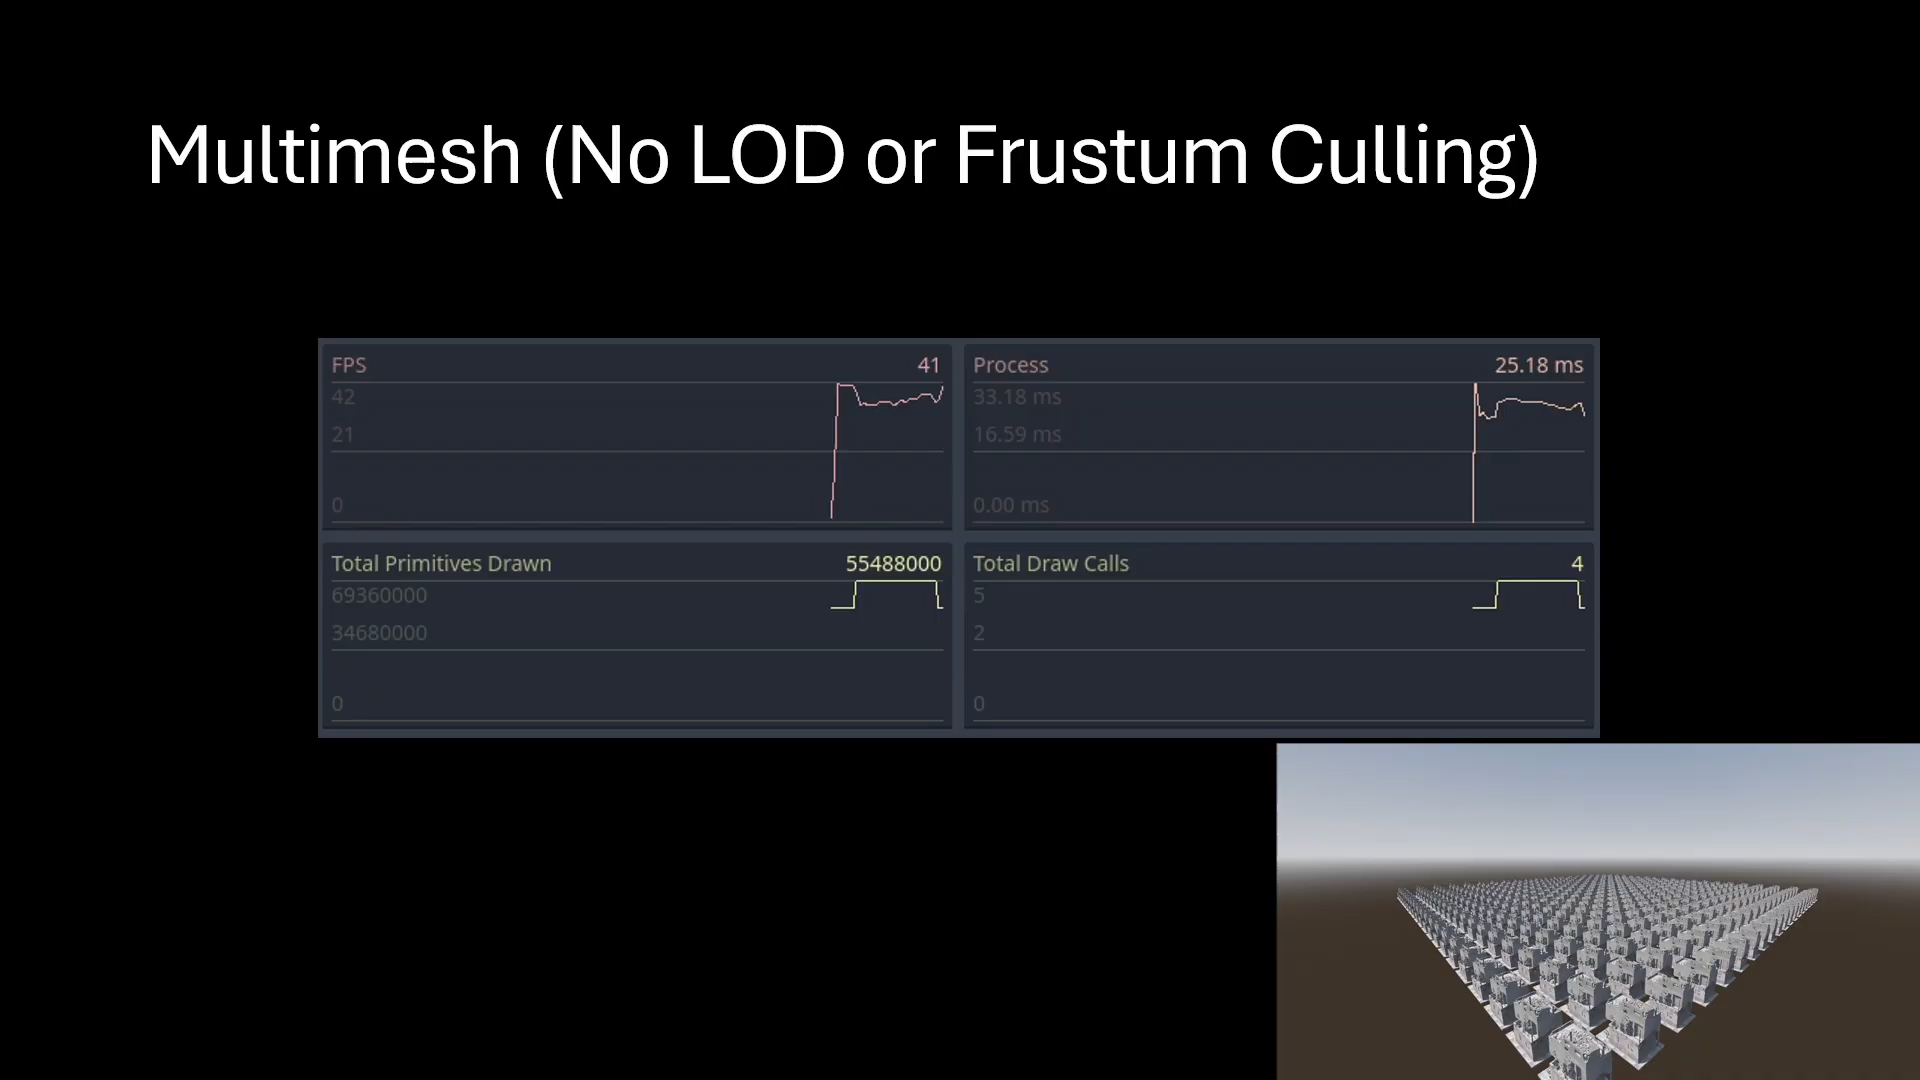 Multimesh (No LOD or Frustum Culling)
FPS 41
42
21
0
Process 25.18 ms
33.18 ms
16.59 ms
0.00 ms
Total Primitives Drawn 55488000
69360000
34680000
0
Total Draw Calls 4
5
2
0